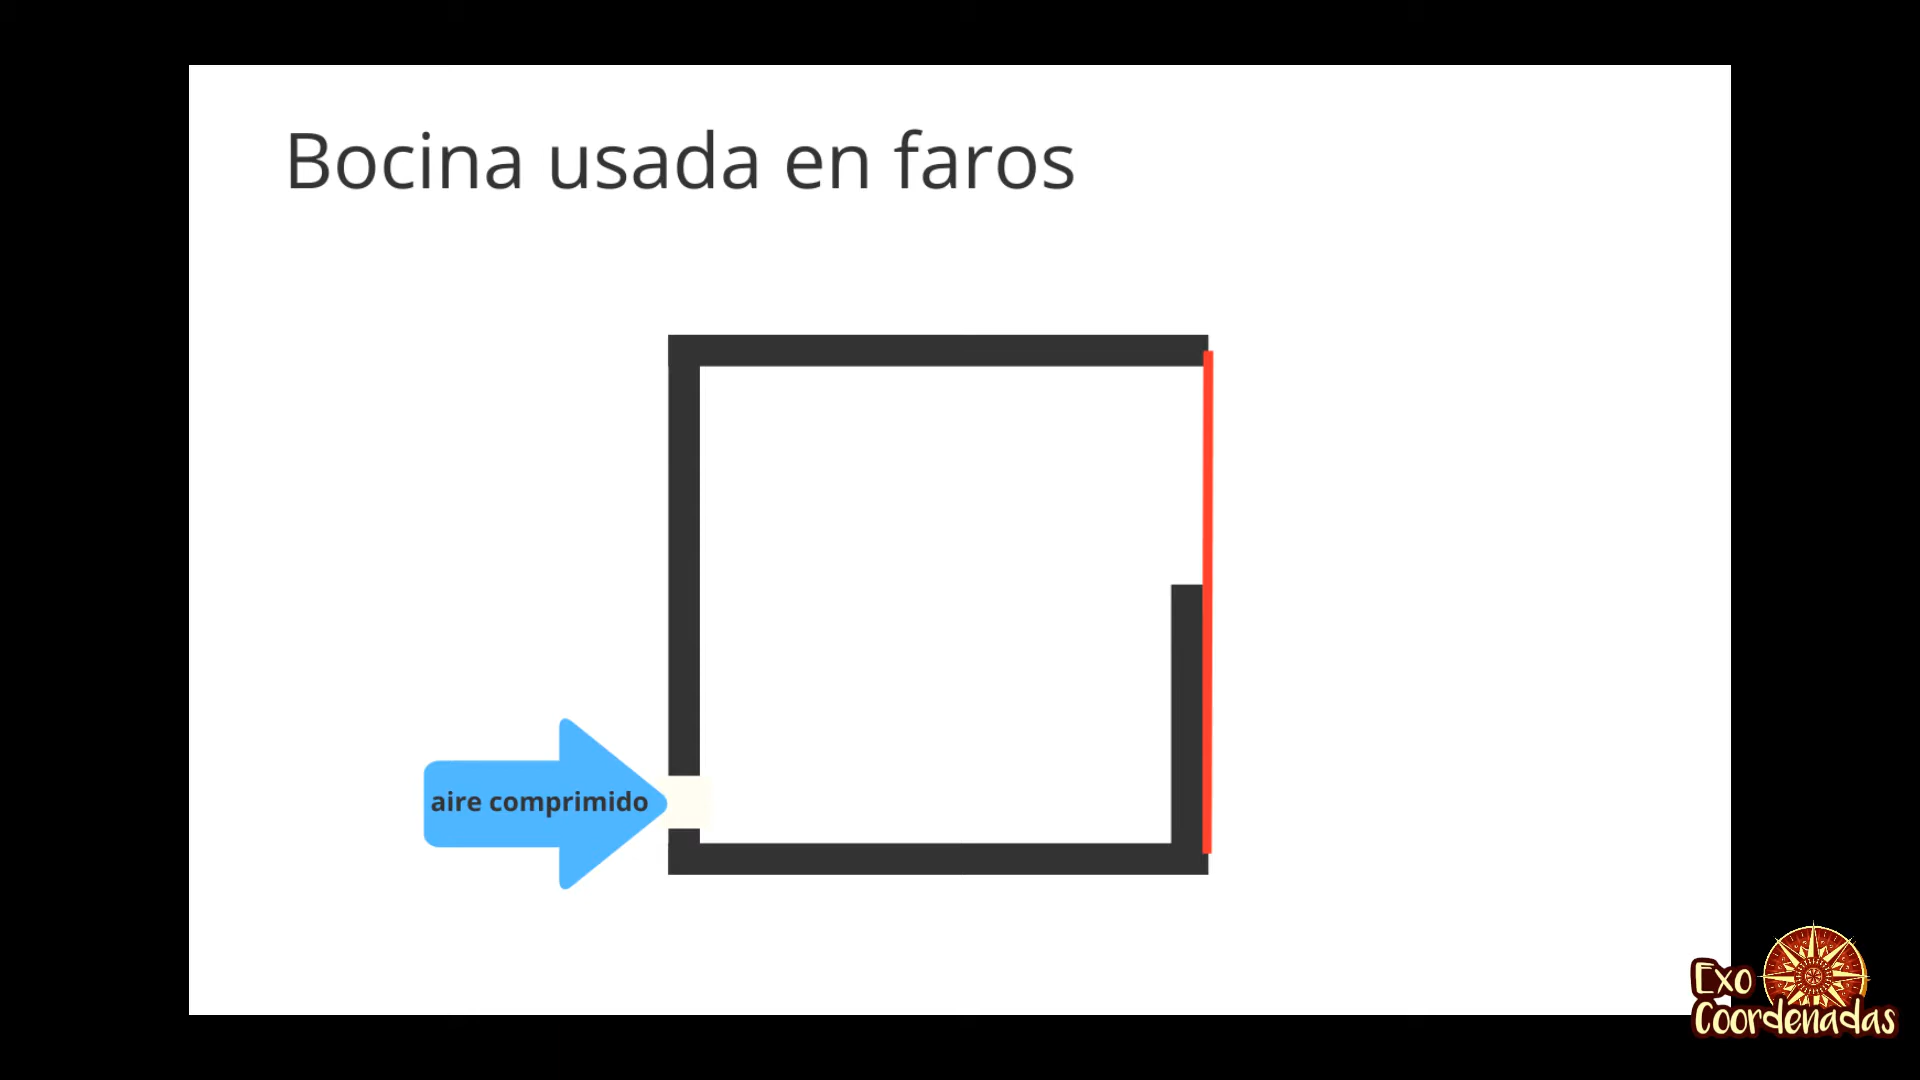 Bocina usada en faros
aire comprimido
Exo
Coordenadas